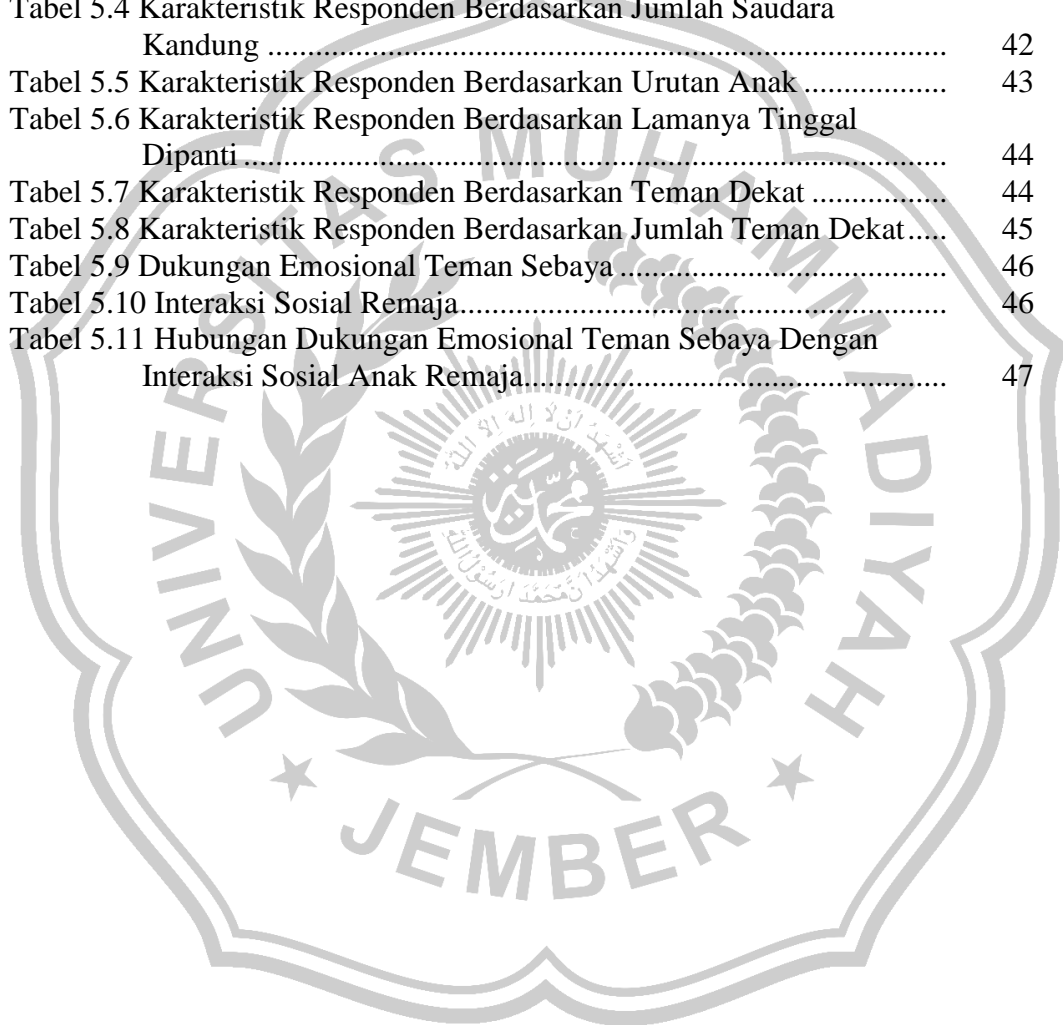 Tabel 5.4 Karakteristik Responden Berdasarkan Jumlah Saudara
Kandung ........................................................................................ 42
Tabel 5.5 Karakteristik Responden Berdasarkan Urutan Anak .................. 43
Tabel 5.6 Karakteristik Responden Berdasarkan Lamanya Tinggal
Dipanti ........................................................................................... 44
Tabel 5.7 Karakteristik Responden Berdasarkan Teman Dekat ................. 44
Tabel 5.8 Karakteristik Responden Berdasarkan Jumlah Teman Dekat ..... 45
Tabel 5.9 Dukungan Emosional Teman Sebaya .......................................... 46
Tabel 5.10 Interaksi Sosial Remaja............................................................... 46
Tabel 5.11 Hubungan Dukungan Emosional Teman Sebaya Dengan
Interaksi Sosial Anak Remaja....................................................... 47
UNIVERSITAS MUHAMMADIYAH
JEMBER